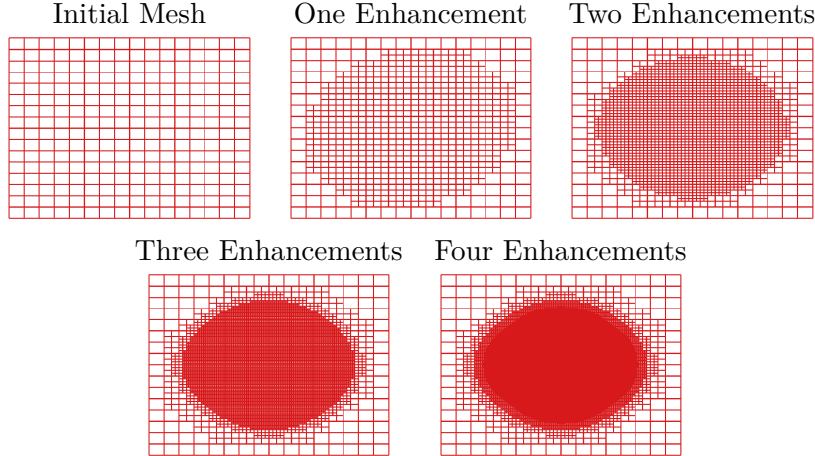 Initial Mesh
One Enhancement
Two Enhancements
Three Enhancements
Four Enhancements